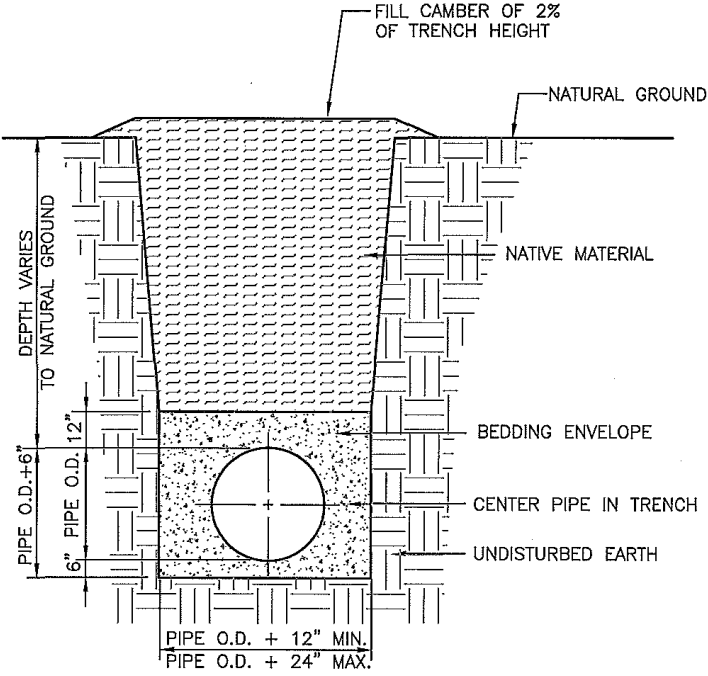 FILL CAMBER OF 2%
OF TRENCH HEIGHT
NATURAL GROUND
DEPTH VARIES
TO NATURAL GROUND
NATIVE MATERIAL
12"
BEDDING ENVELOPE
PIPE O.D.+6"
PIPE O.D.
CENTER PIPE IN TRENCH
6"
UNDISTURBED EARTH
PIPE O.D. + 12" MIN.
PIPE O.D. + 24" MAX.